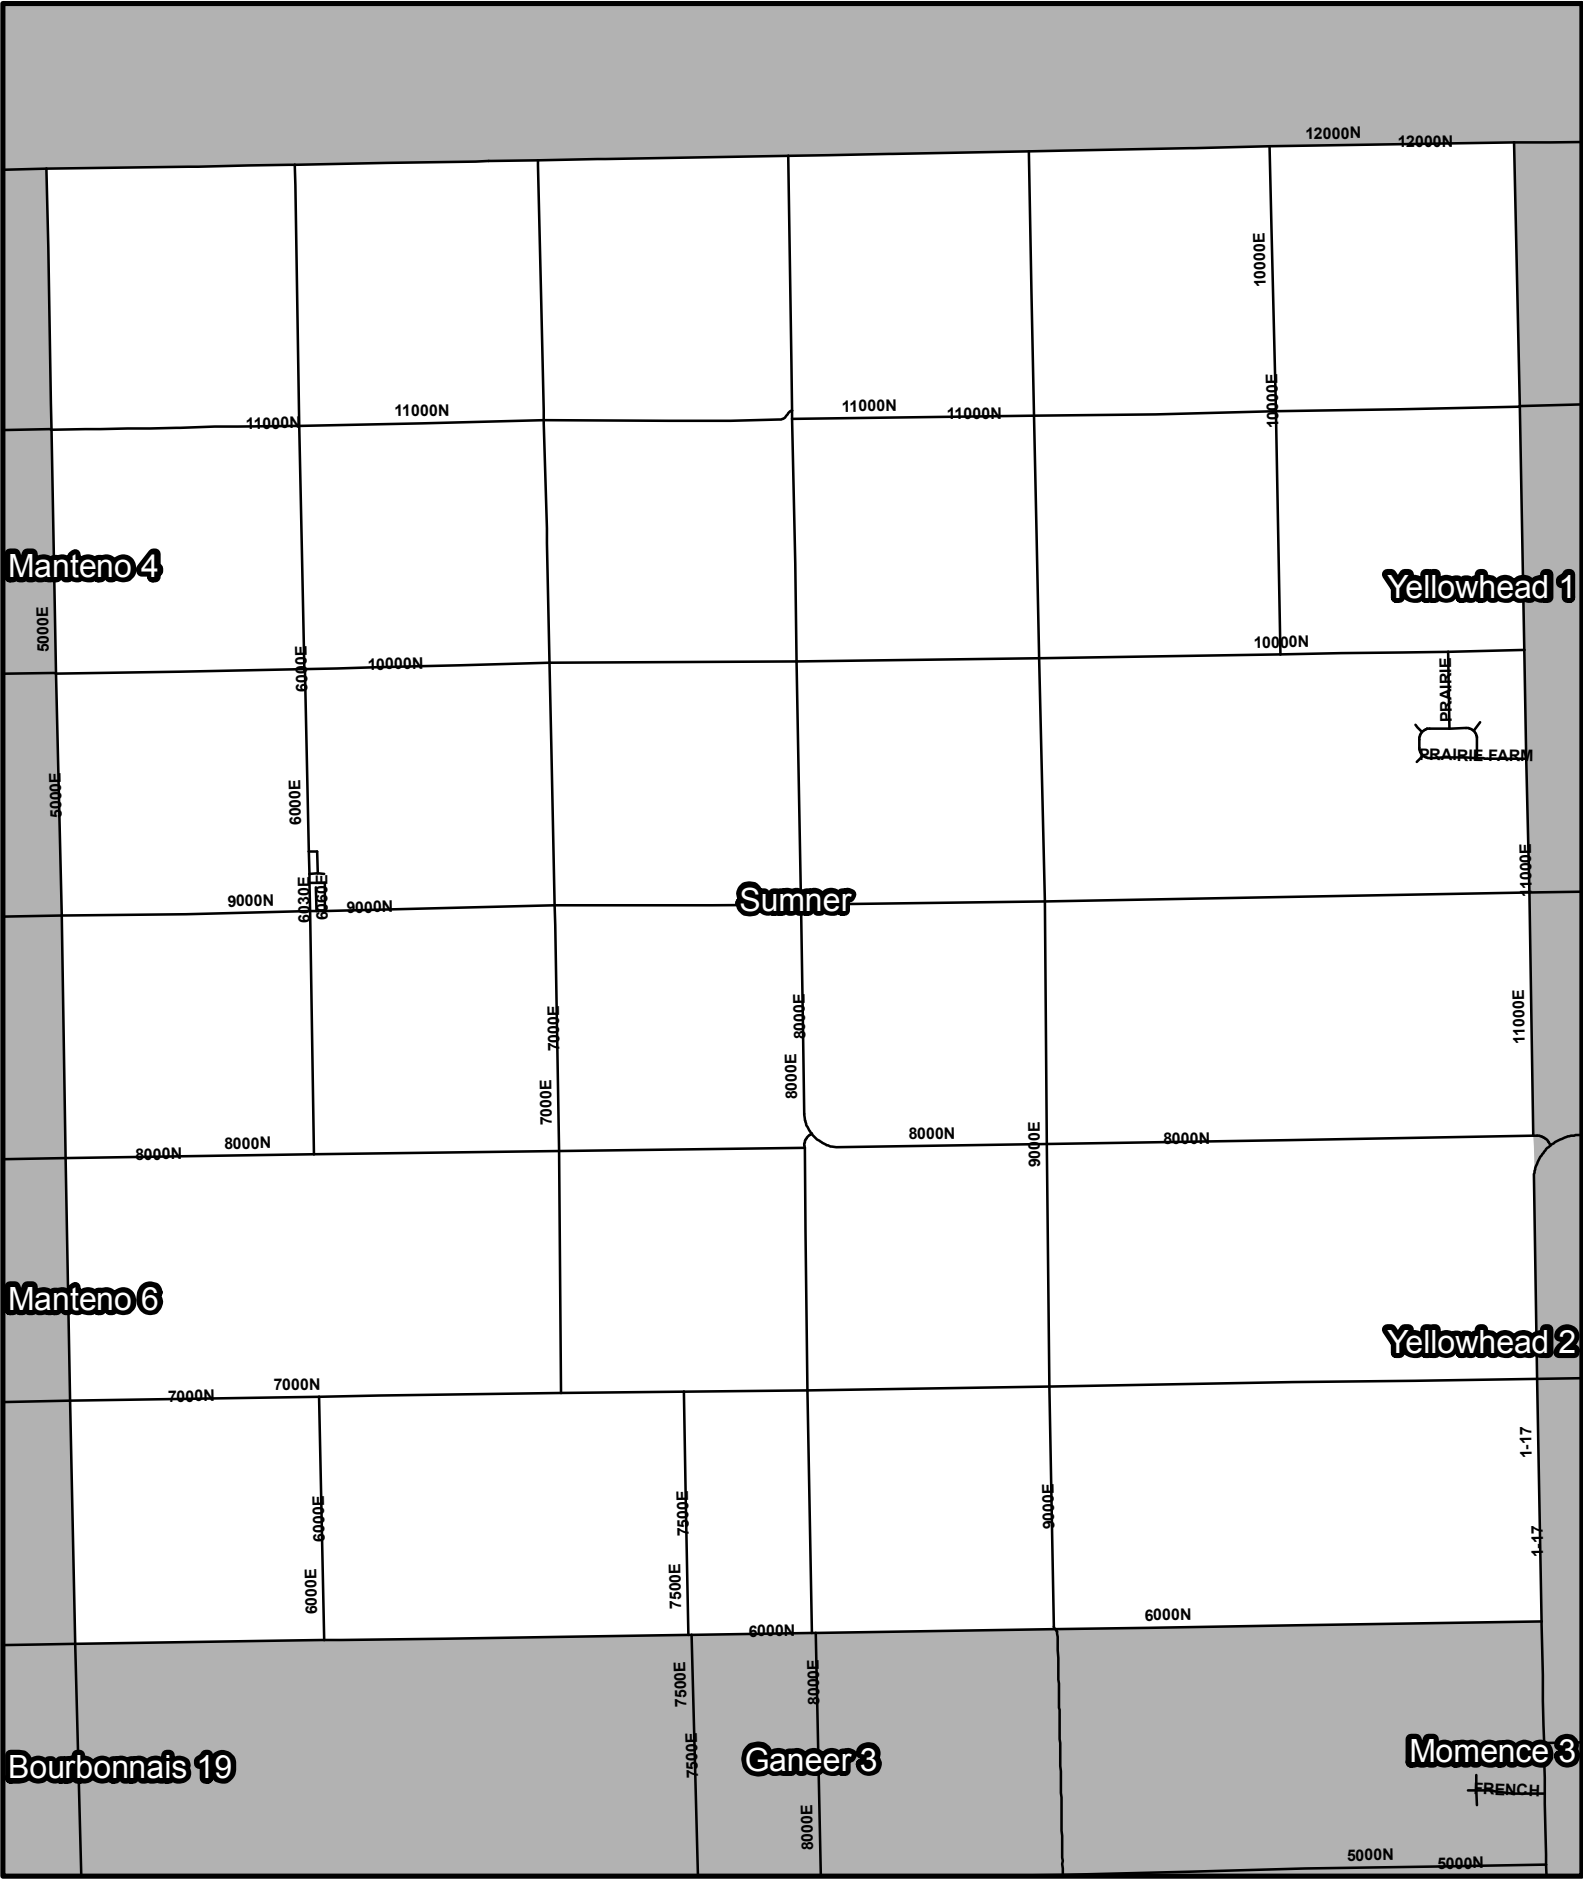 12000N
12000N
10000E
10000E
11000N
11000N
11000N
11000N
Manteno 4
Yellowhead 1
5000E
6000E
10000N
10000N
PRAIRIE
PRAIRIE FARM
5000E
6000E
11000E
9000N
6030E
6060E
9000N
Sumner
7000E
8000E
11000E
7000E
8000E
8000N
8000N
8000N
9000E
8000N
Manteno 6
Yellowhead 2
7000N
7000N
1-17
6000E
7500E
9000E
1-17
6000E
7500E
6000N
6000N
7500E
8000E
7500E
Bourbonnais 19
Ganeer 3
Momence 3
FRENCH
8000E
5000N
5000N